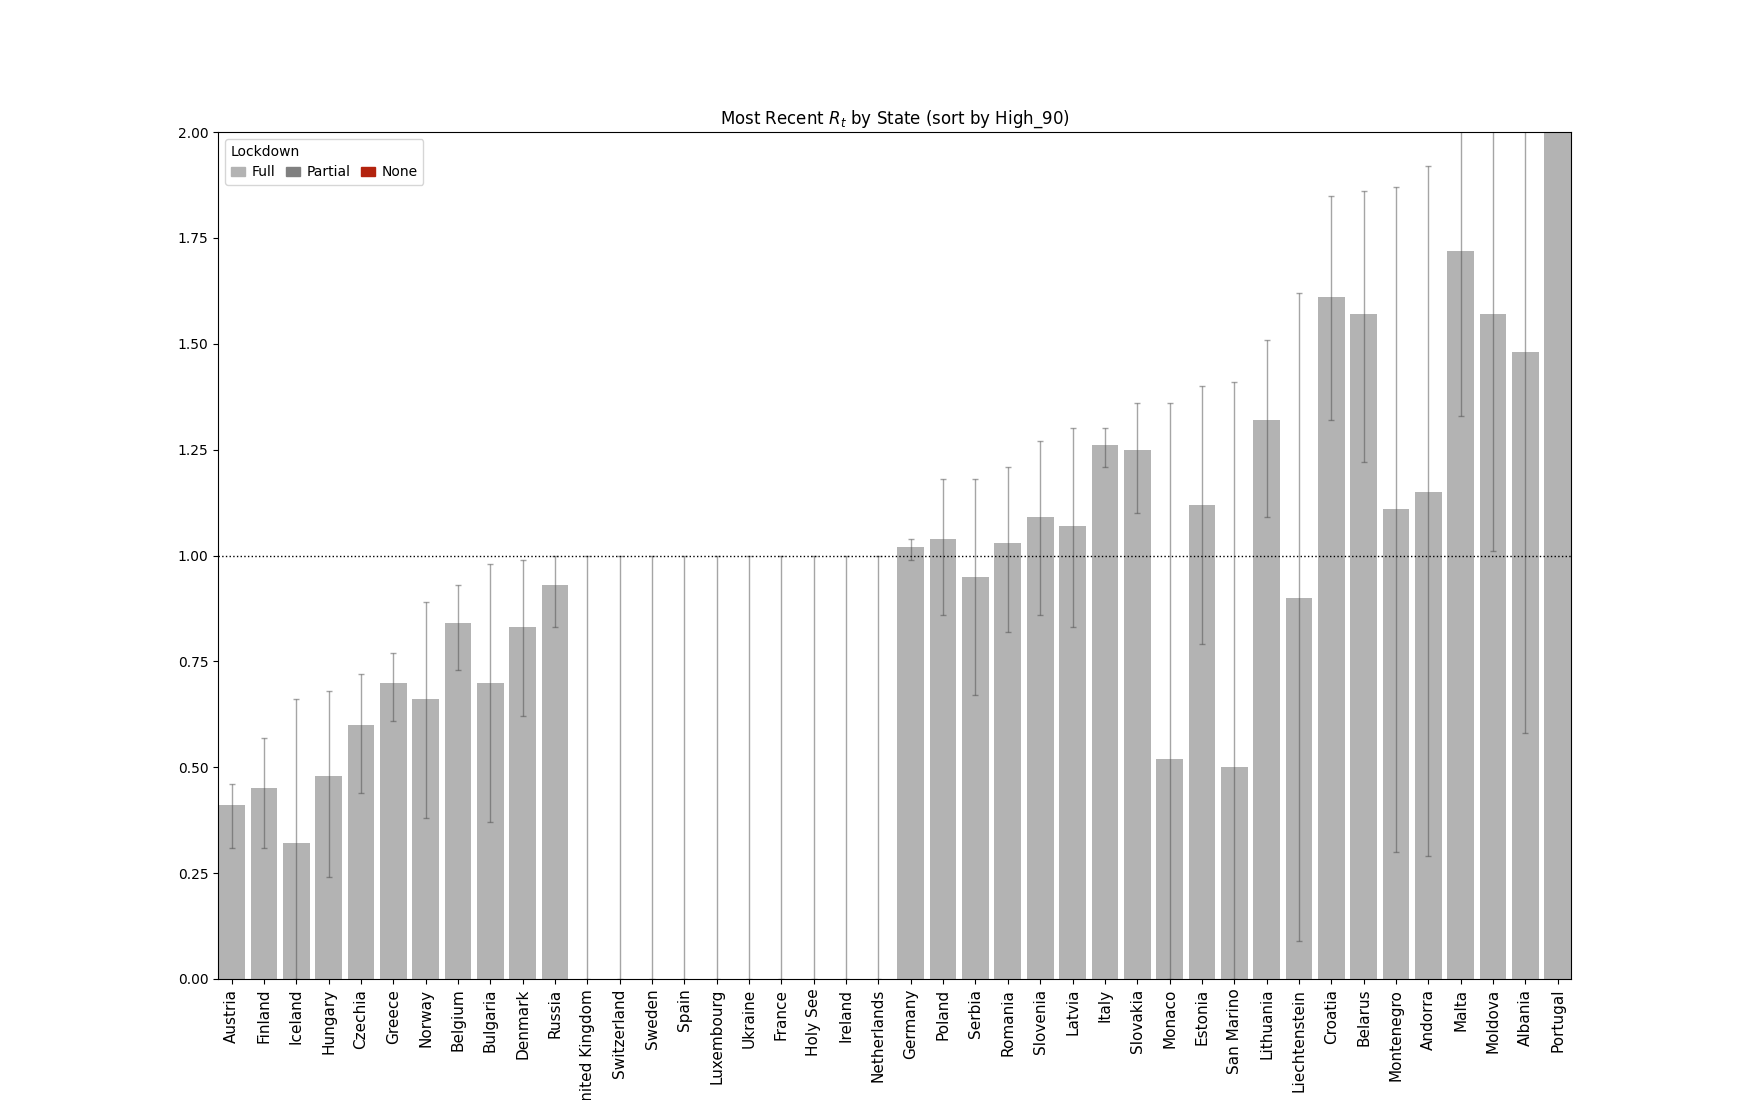 Most Recent R_t by State (sort by High_90)
Lockdown
Full Partial None
2.00
1.75
1.50
1.25
1.00
0.75
0.50
0.25
0.00
Austria
Finland
Iceland
Hungary
Czechia
Greece
Norway
Belgium
Bulgaria
Denmark
Russia
nited Kingdom
Switzerland
Sweden
Spain
Luxembourg
Ukraine
France
Holy See
Ireland
Netherlands
Germany
Poland
Serbia
Romania
Slovenia
Latvia
Italy
Slovakia
Monaco
Estonia
San Marino
Lithuania
Liechtenstein
Croatia
Belarus
Montenegro
Andorra
Malta
Moldova
Albania
Portugal